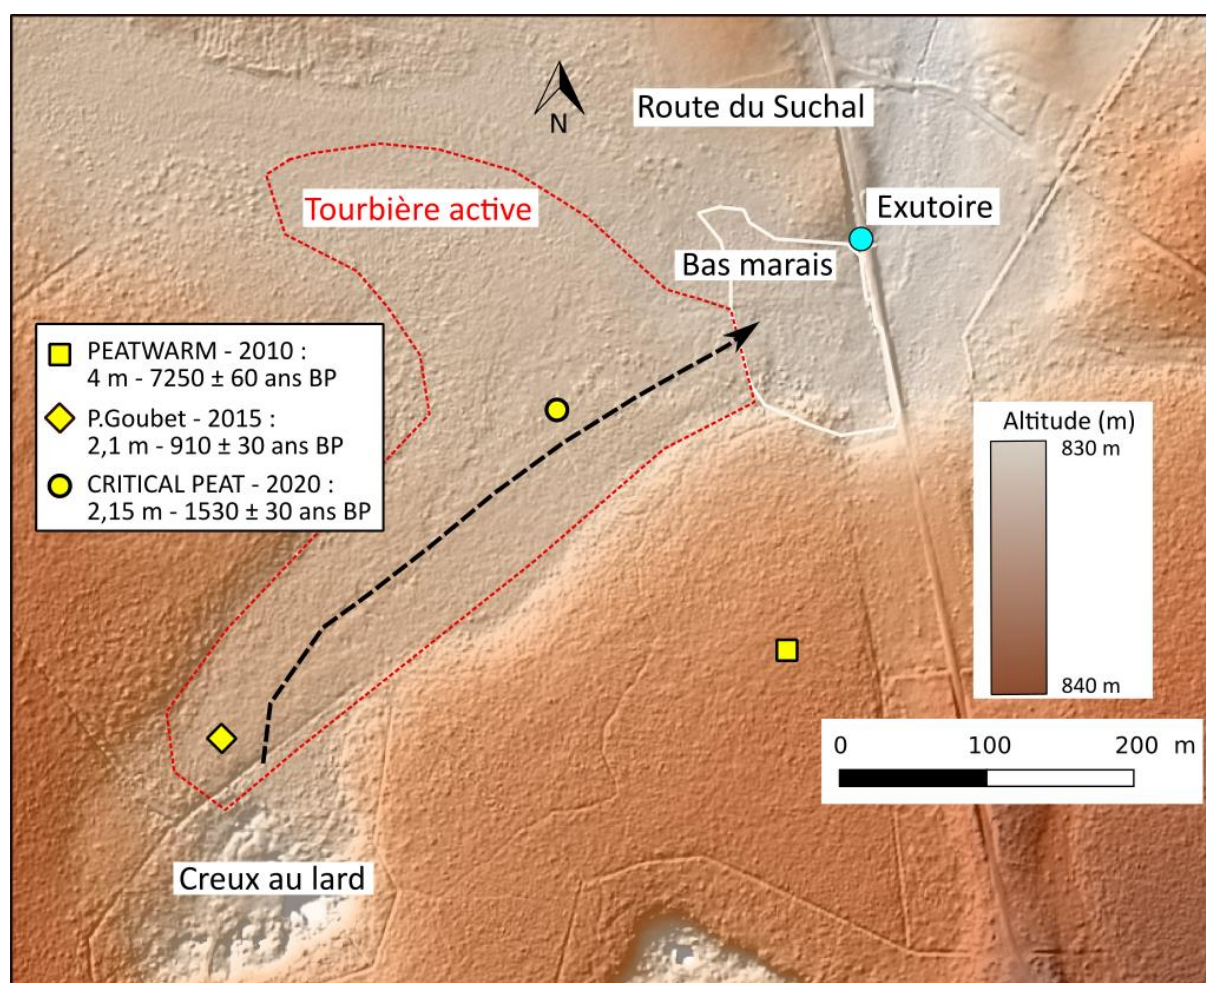 Route du Suchal
N
Tourbière active
Exutoire
Bas marais
PEATWARM - 2010 :
4 m - 7250 ± 60 ans BP
P.Goubet - 2015 :
2,1 m - 910 ± 30 ans BP
CRITICAL PEAT - 2020 :
2,15 m - 1530 ± 30 ans BP
Altitude (m)
830 m
840 m
0 100 200 m
Creux au lard